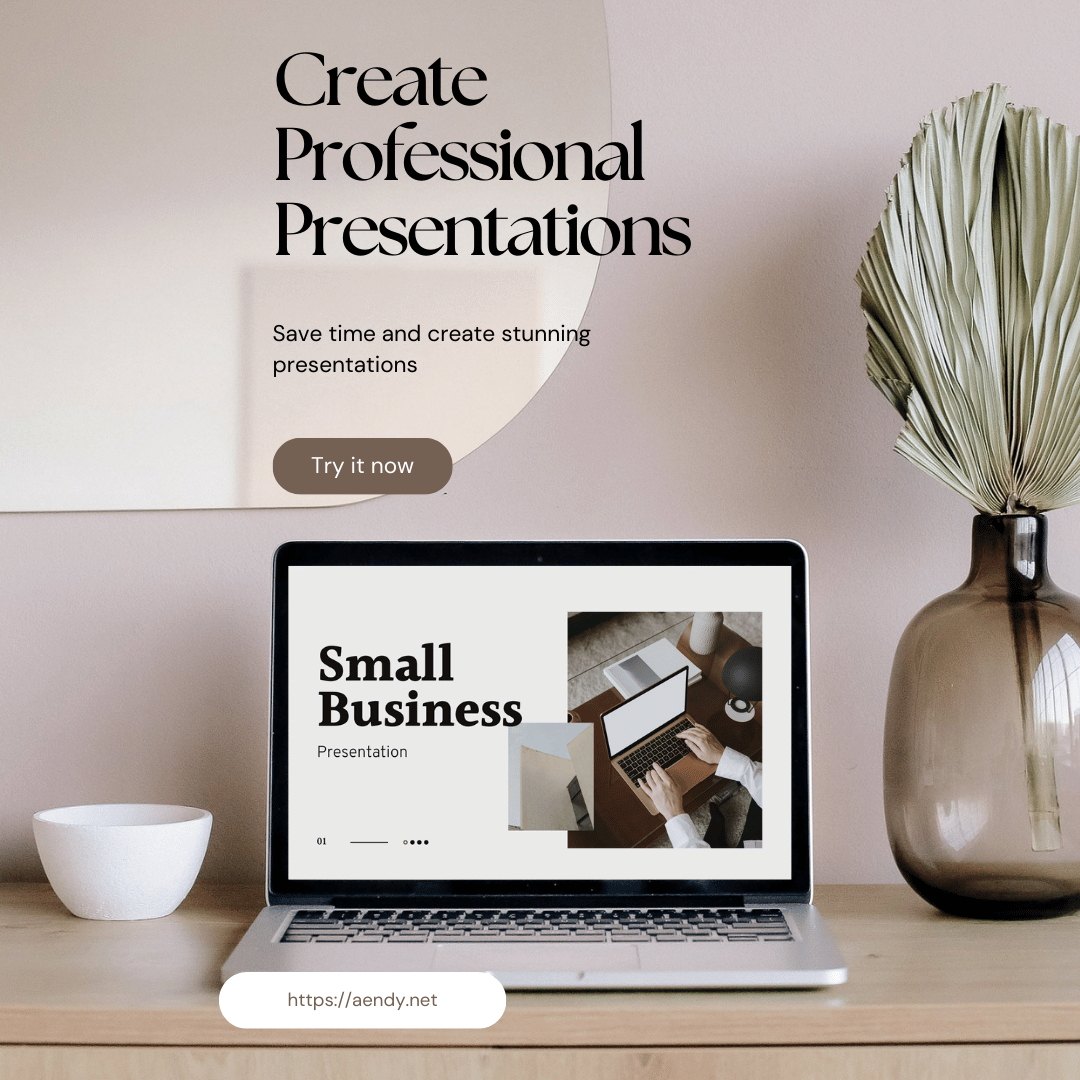 Create
Professional
Presentations
Save time and create stunning
presentations
Try it now
Small
Business
Presentation
01
https://aendy.net